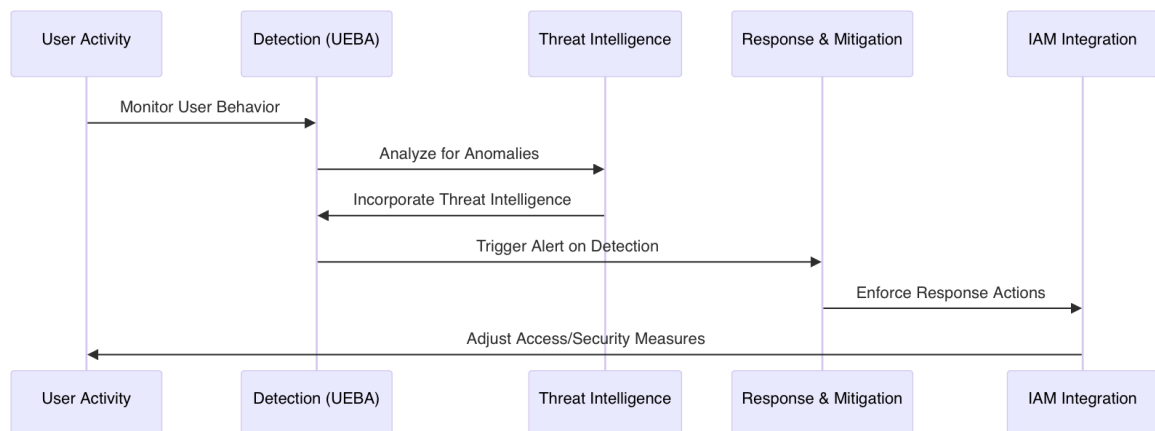 User Activity
Detection (UEBA)
Threat Intelligence
Response & Mitigation
IAM Integration
Monitor User Behavior
Analyze for Anomalies
Incorporate Threat Intelligence
Trigger Alert on Detection
Enforce Response Actions
Adjust Access/Security Measures
User Activity
Detection (UEBA)
Threat Intelligence
Response & Mitigation
IAM Integration